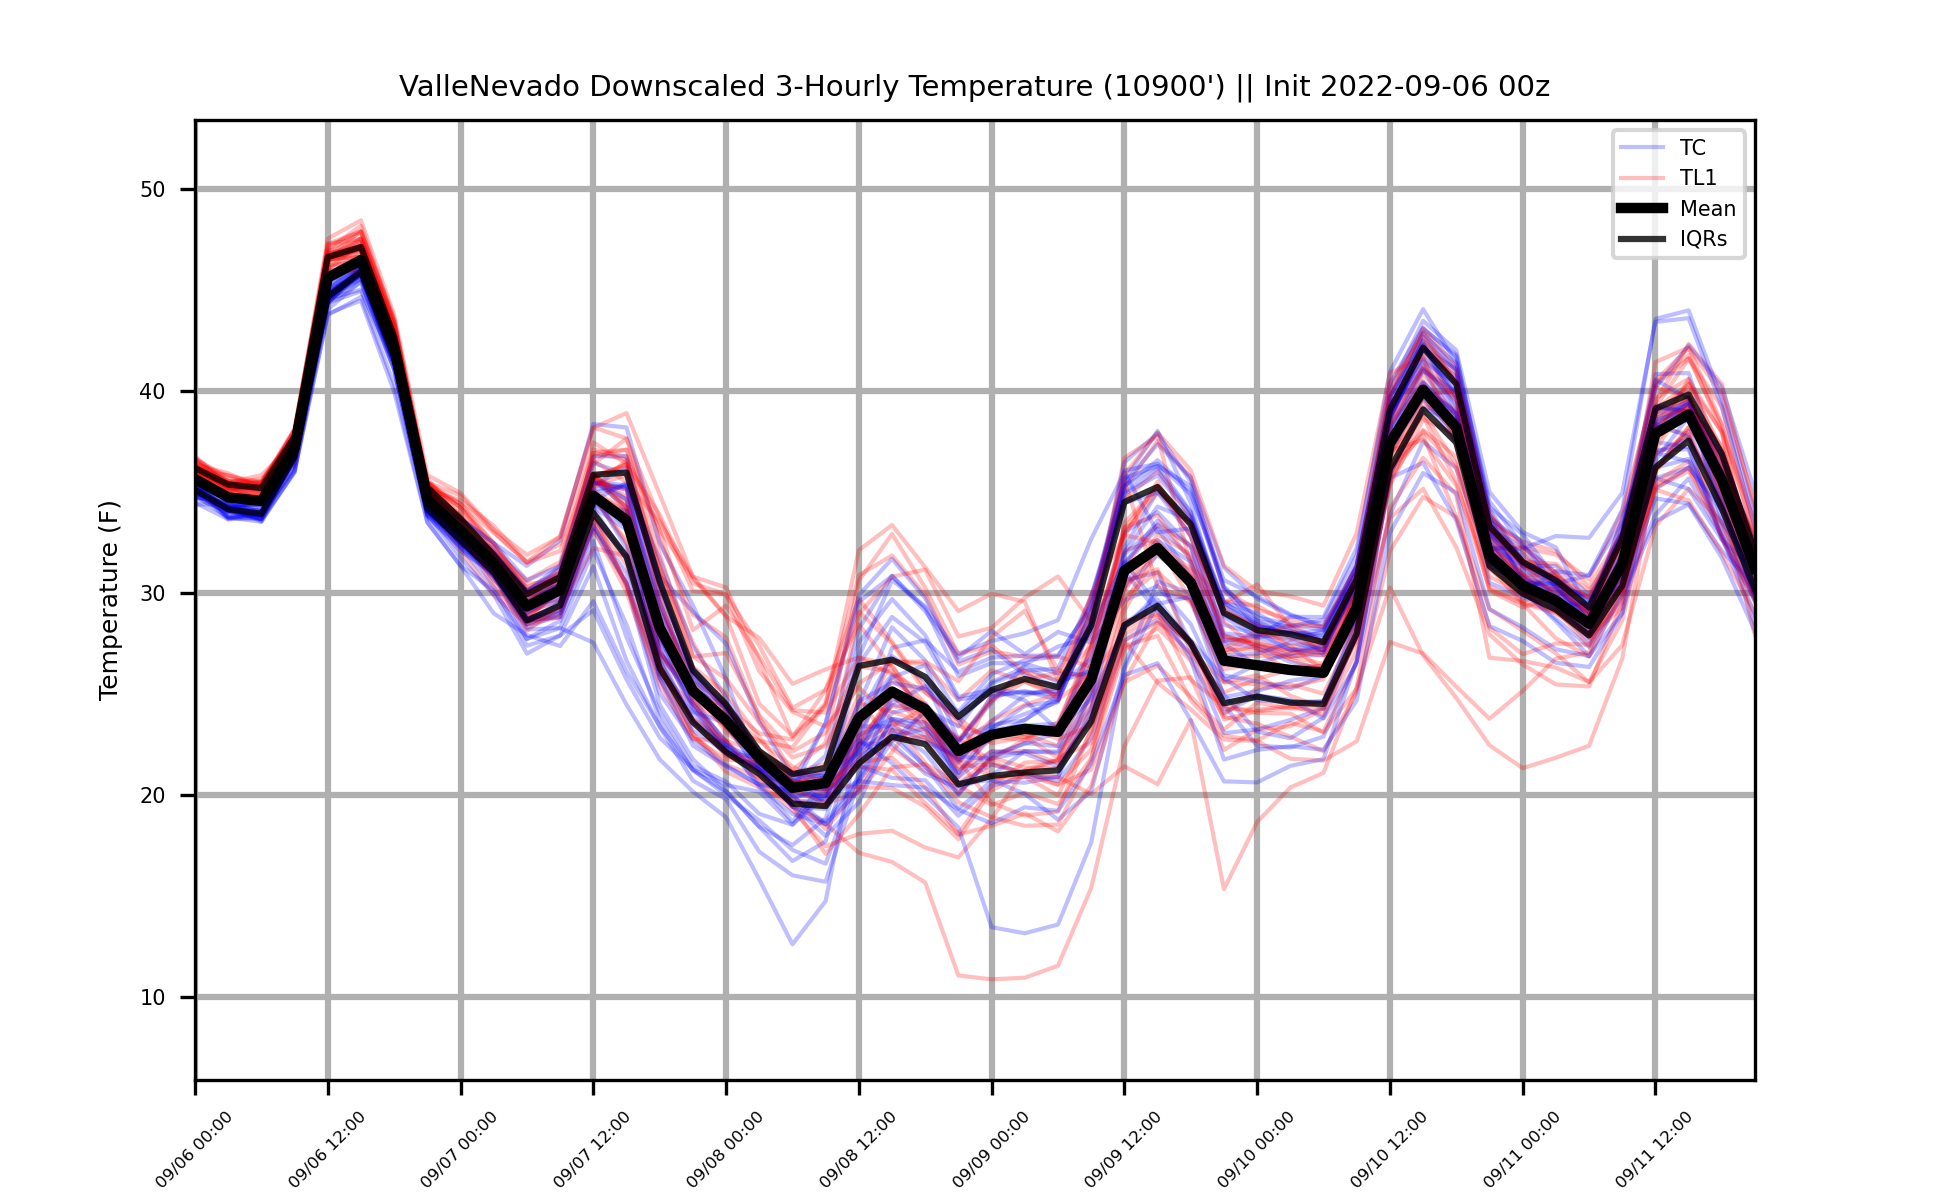 ValleNevado Downscaled 3-Hourly Temperature (10900') || Init 2022-09-06 00z
TC
TL1
Mean
IQRs
Temperature (F)
50
40
30
20
10
09/06 00:00
09/06 12:00
09/07 00:00
09/07 12:00
09/08 00:00
09/08 12:00
09/09 00:00
09/09 12:00
09/10 00:00
09/10 12:00
09/11 00:00
09/11 12:00